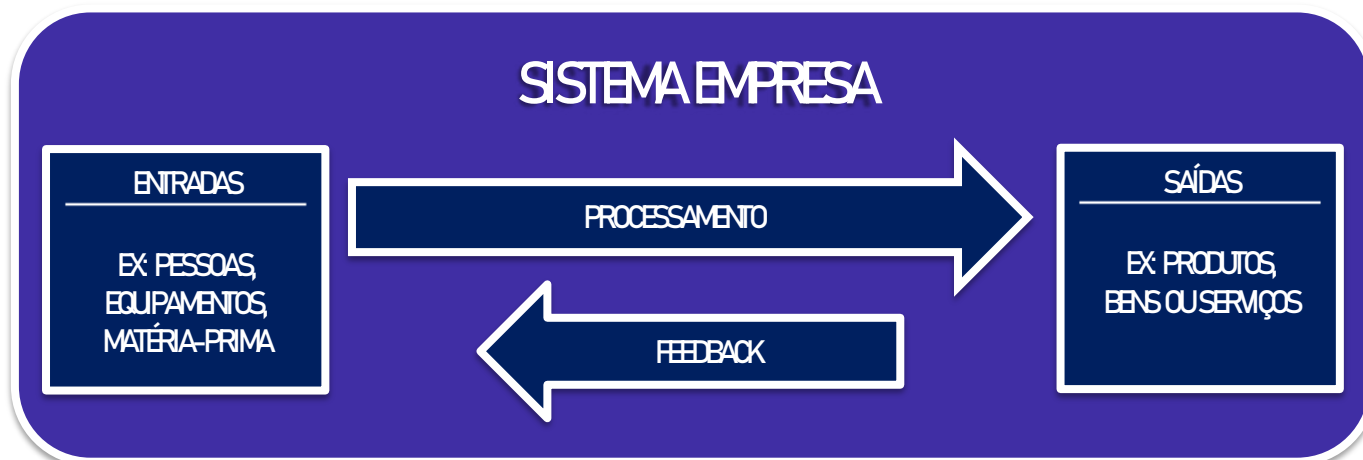 SISTEMA EMPRESA
ENTRADAS
EX: PESSOAS,
EQUIPAMENTOS,
MATÉRIA-PRIMA
PROCESSAMENTO
FEEDBACK
SAÍDAS
EX: PRODUTOS,
BENS OU SERVIÇOS